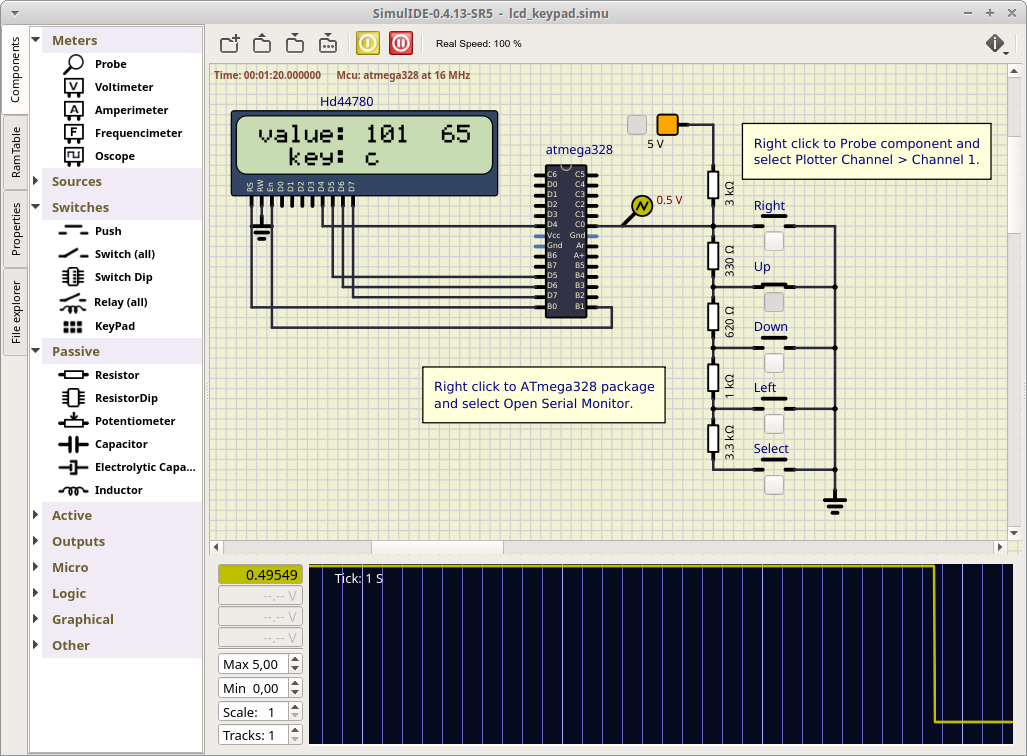 SimulIDE-0.4.13-SR5 - lcd_keypad.simu
Components
RamTable
Properties
File explorer
Meters
Probe
Voltimeter
Amperimeter
Frequencimeter
Oscope
Sources
Switches
Push
Switch (all)
Switch Dip
Relay (all)
KeyPad
Passive
Resistor
ResistorDip
Potentiometer
Capacitor
Electrolytic Capa...
Inductor
Active
Outputs
Micro
Logic
Graphical
Other
Real Speed: 100 %
Time: 00:01:20.000000 Mcu: atmega328 at 16 MHz
Hd44780
value: 101 65
key: c
RS RW En D0 D1 D2 D3 D4 D5 D6 D7
atmega328
C6 C5
D0 C4
D1 C3
D2 C2
D3 C1
D4 C0
Vcc Gnd
Gnd Ar
B6 A+
B7 B5
D5 B4
D6 B3
D7 B2
B0 B1
0.5 V
5 V
Right click to Probe component and
select Plotter Channel > Channel 1.
3 kΩ
Right
330 Ω
Up
620 Ω
Down
1 kΩ
Left
3.3 kΩ
Select
Right click to ATmega328 package
and select Open Serial Monitor.
0.49549
--.-- V
--.-- V
--.-- V
Max 5,00
Min 0,00
Scale: 1
Tracks: 1
Tick: 1 S